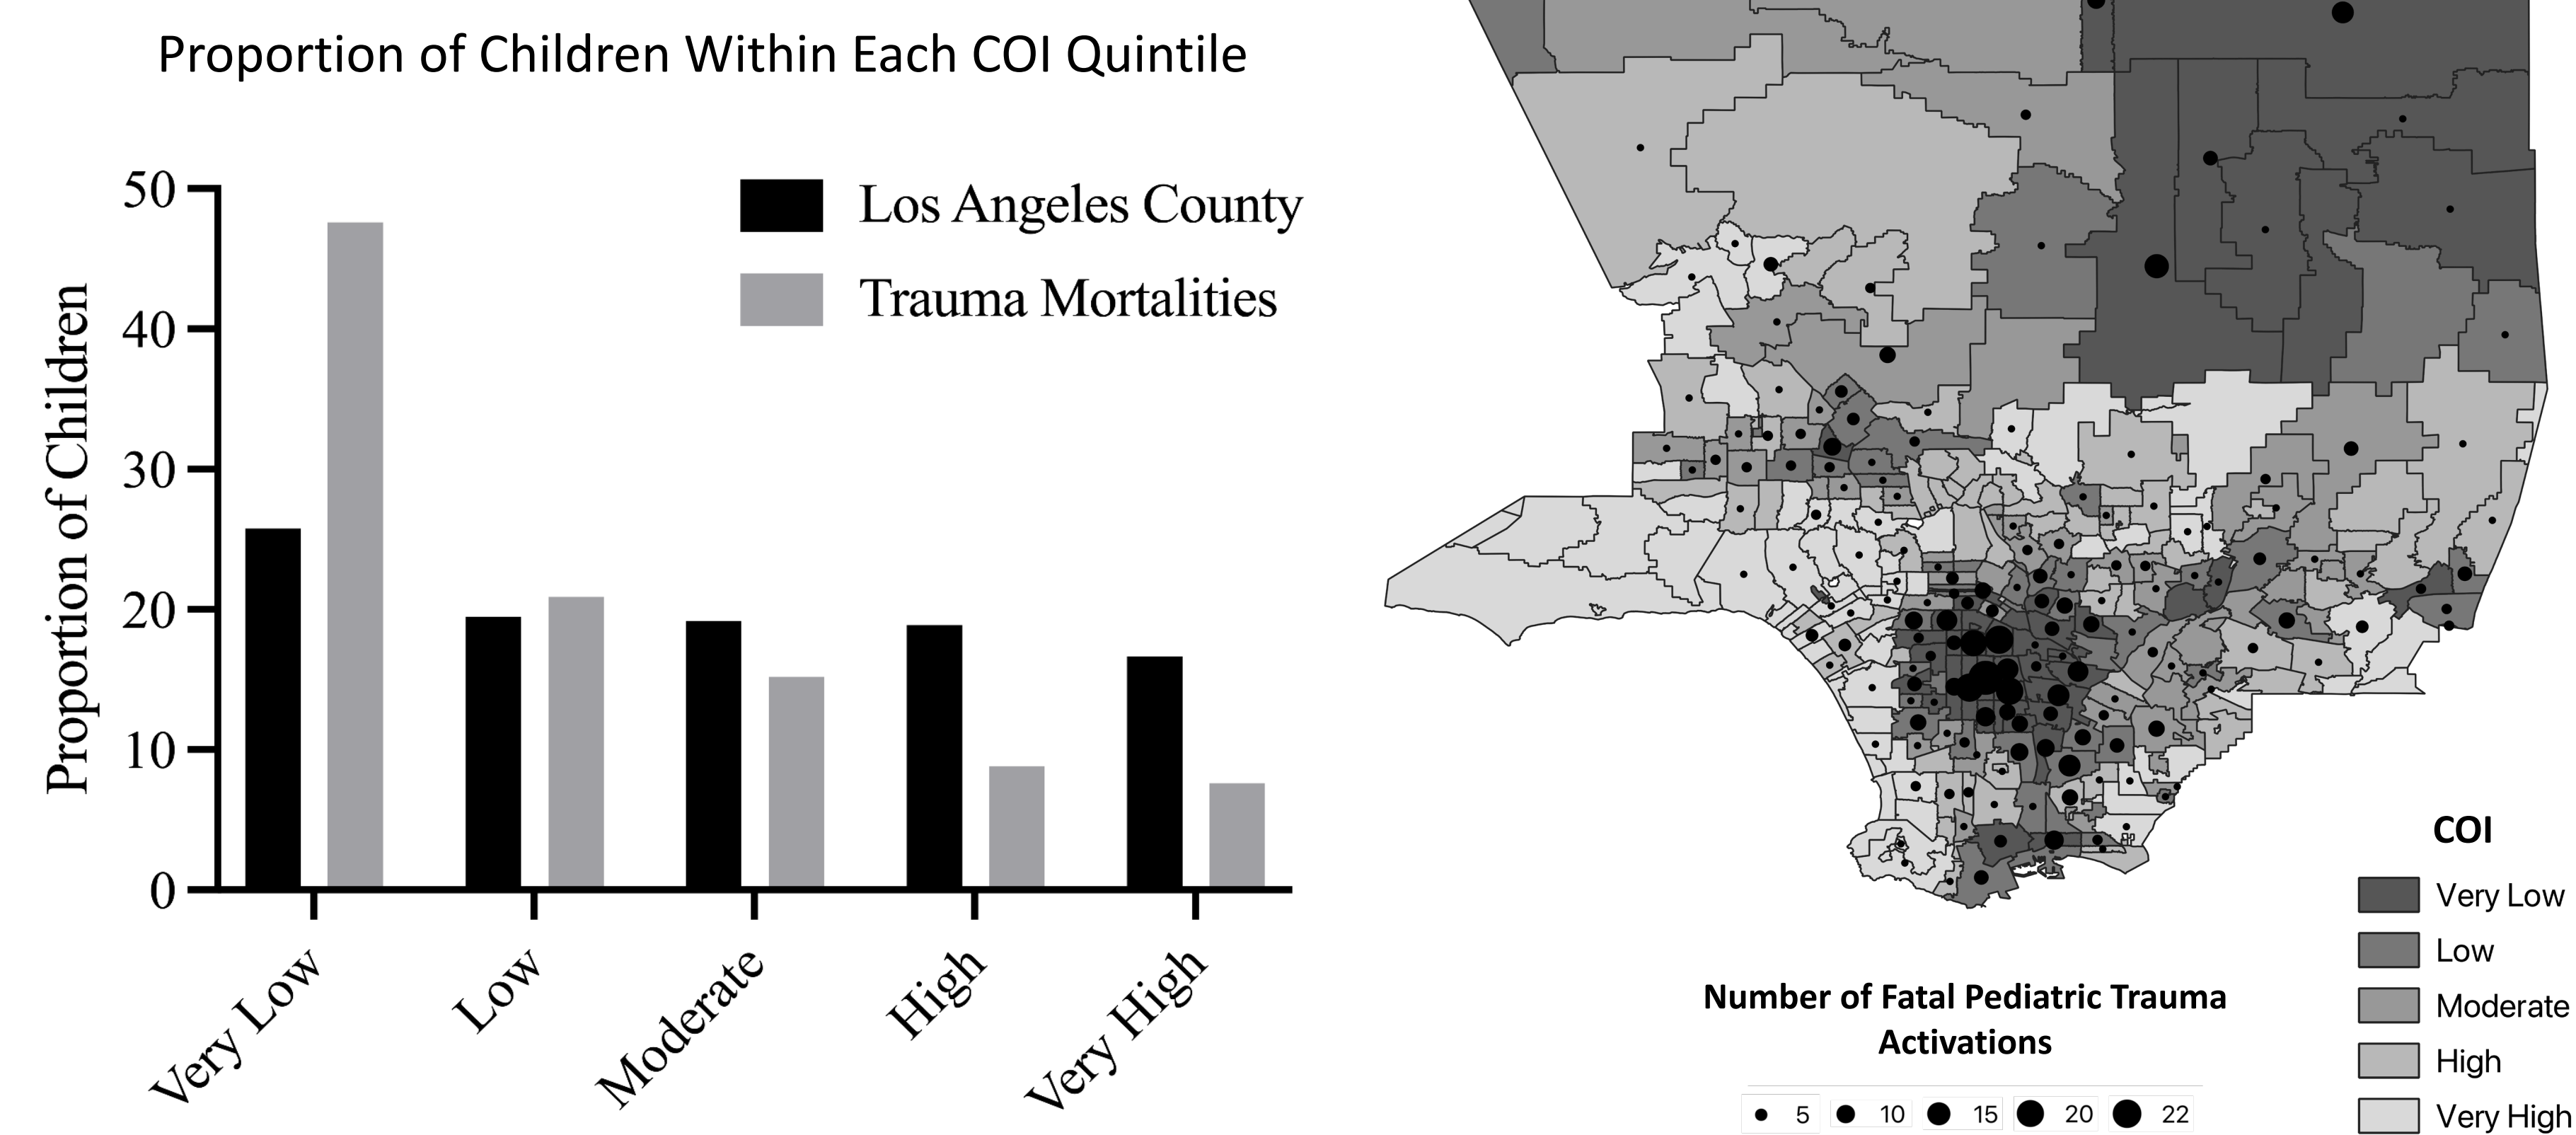 Proportion of Children Within Each COI Quintile
Proportion of Children
50
40
30
20
10
0
Los Angeles County
Trauma Mortalities
Very Low
Low
Moderate
High
Very High
Number of Fatal Pediatric Trauma
Activations
5 10 15 20 22
COI
Very Low
Low
Moderate
High
Very High